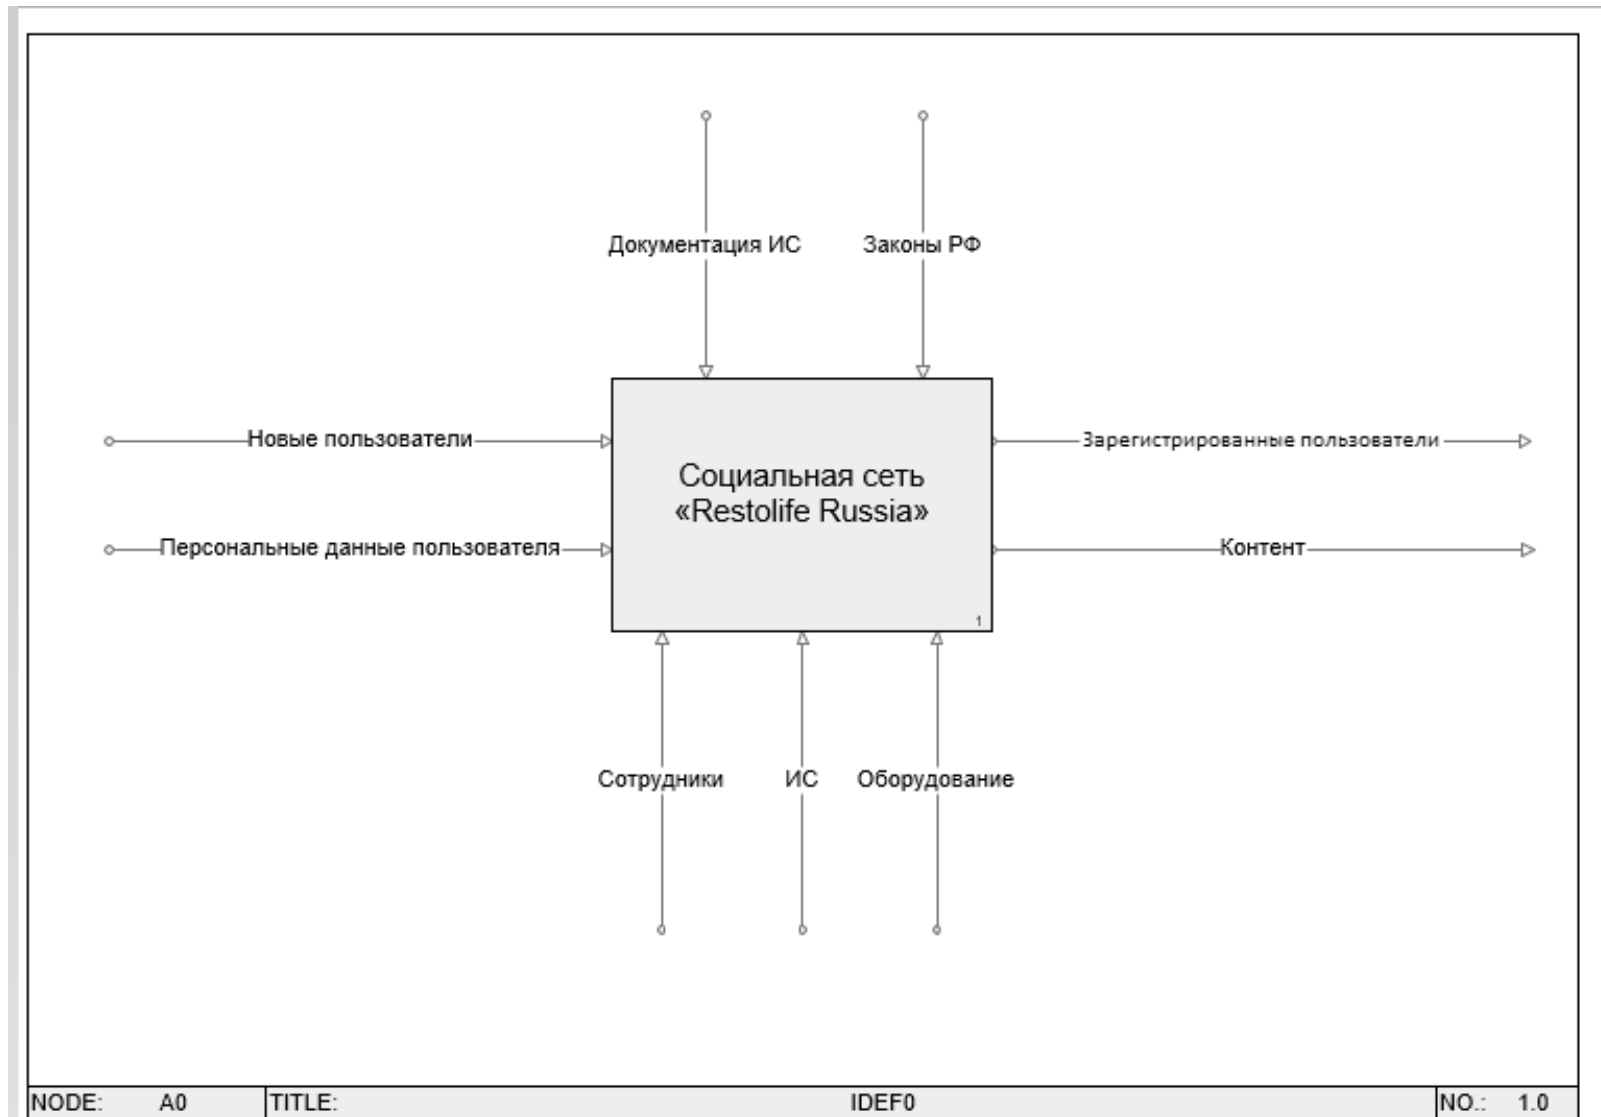 Документация ИС
Законы РФ
Новые пользователи
Зарегистрированные пользователи
Социальная сеть
«Restolife Russia»
Персональные данные пользователя
Контент
1
Сотрудники
ИС
Оборудование
NODE: A0
TITLE: IDEF0
NO.: 1.0